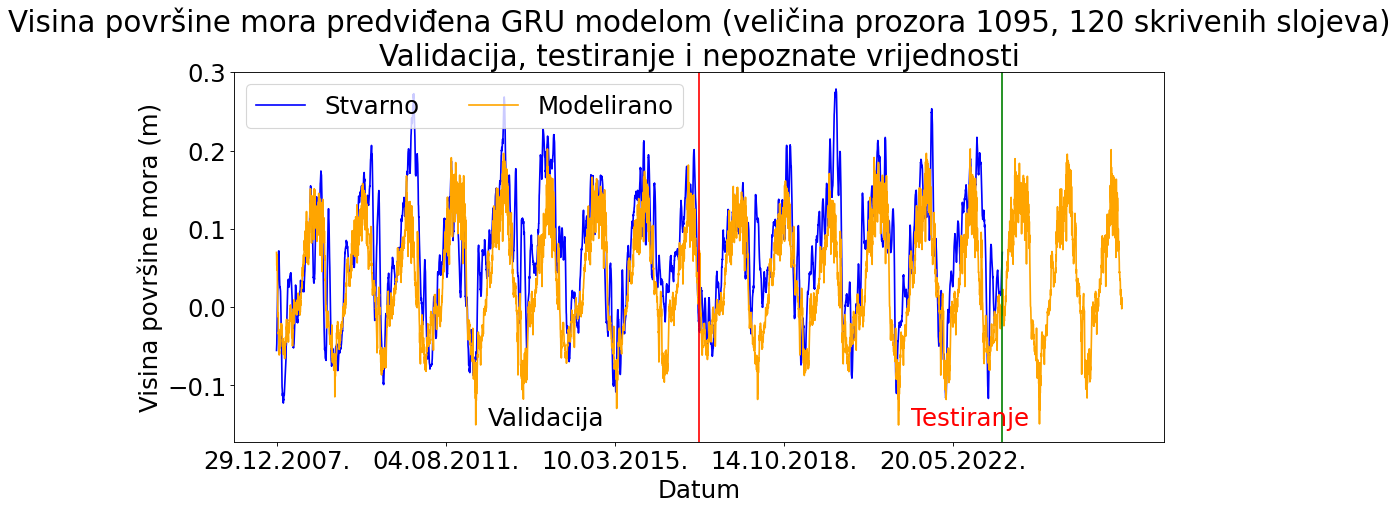 Visina površine mora predviđena GRU modelom (veličina prozora 1095, 120 skrivenih slojeva)
Validacija, testiranje i nepoznate vrijednosti
Stvarno Modelirano
Visina površine mora (m)
0.3
0.2
0.1
0.0
−0.1
Validacija
Testiranje
29.12.2007. 04.08.2011. 10.03.2015. 14.10.2018. 20.05.2022.
Datum